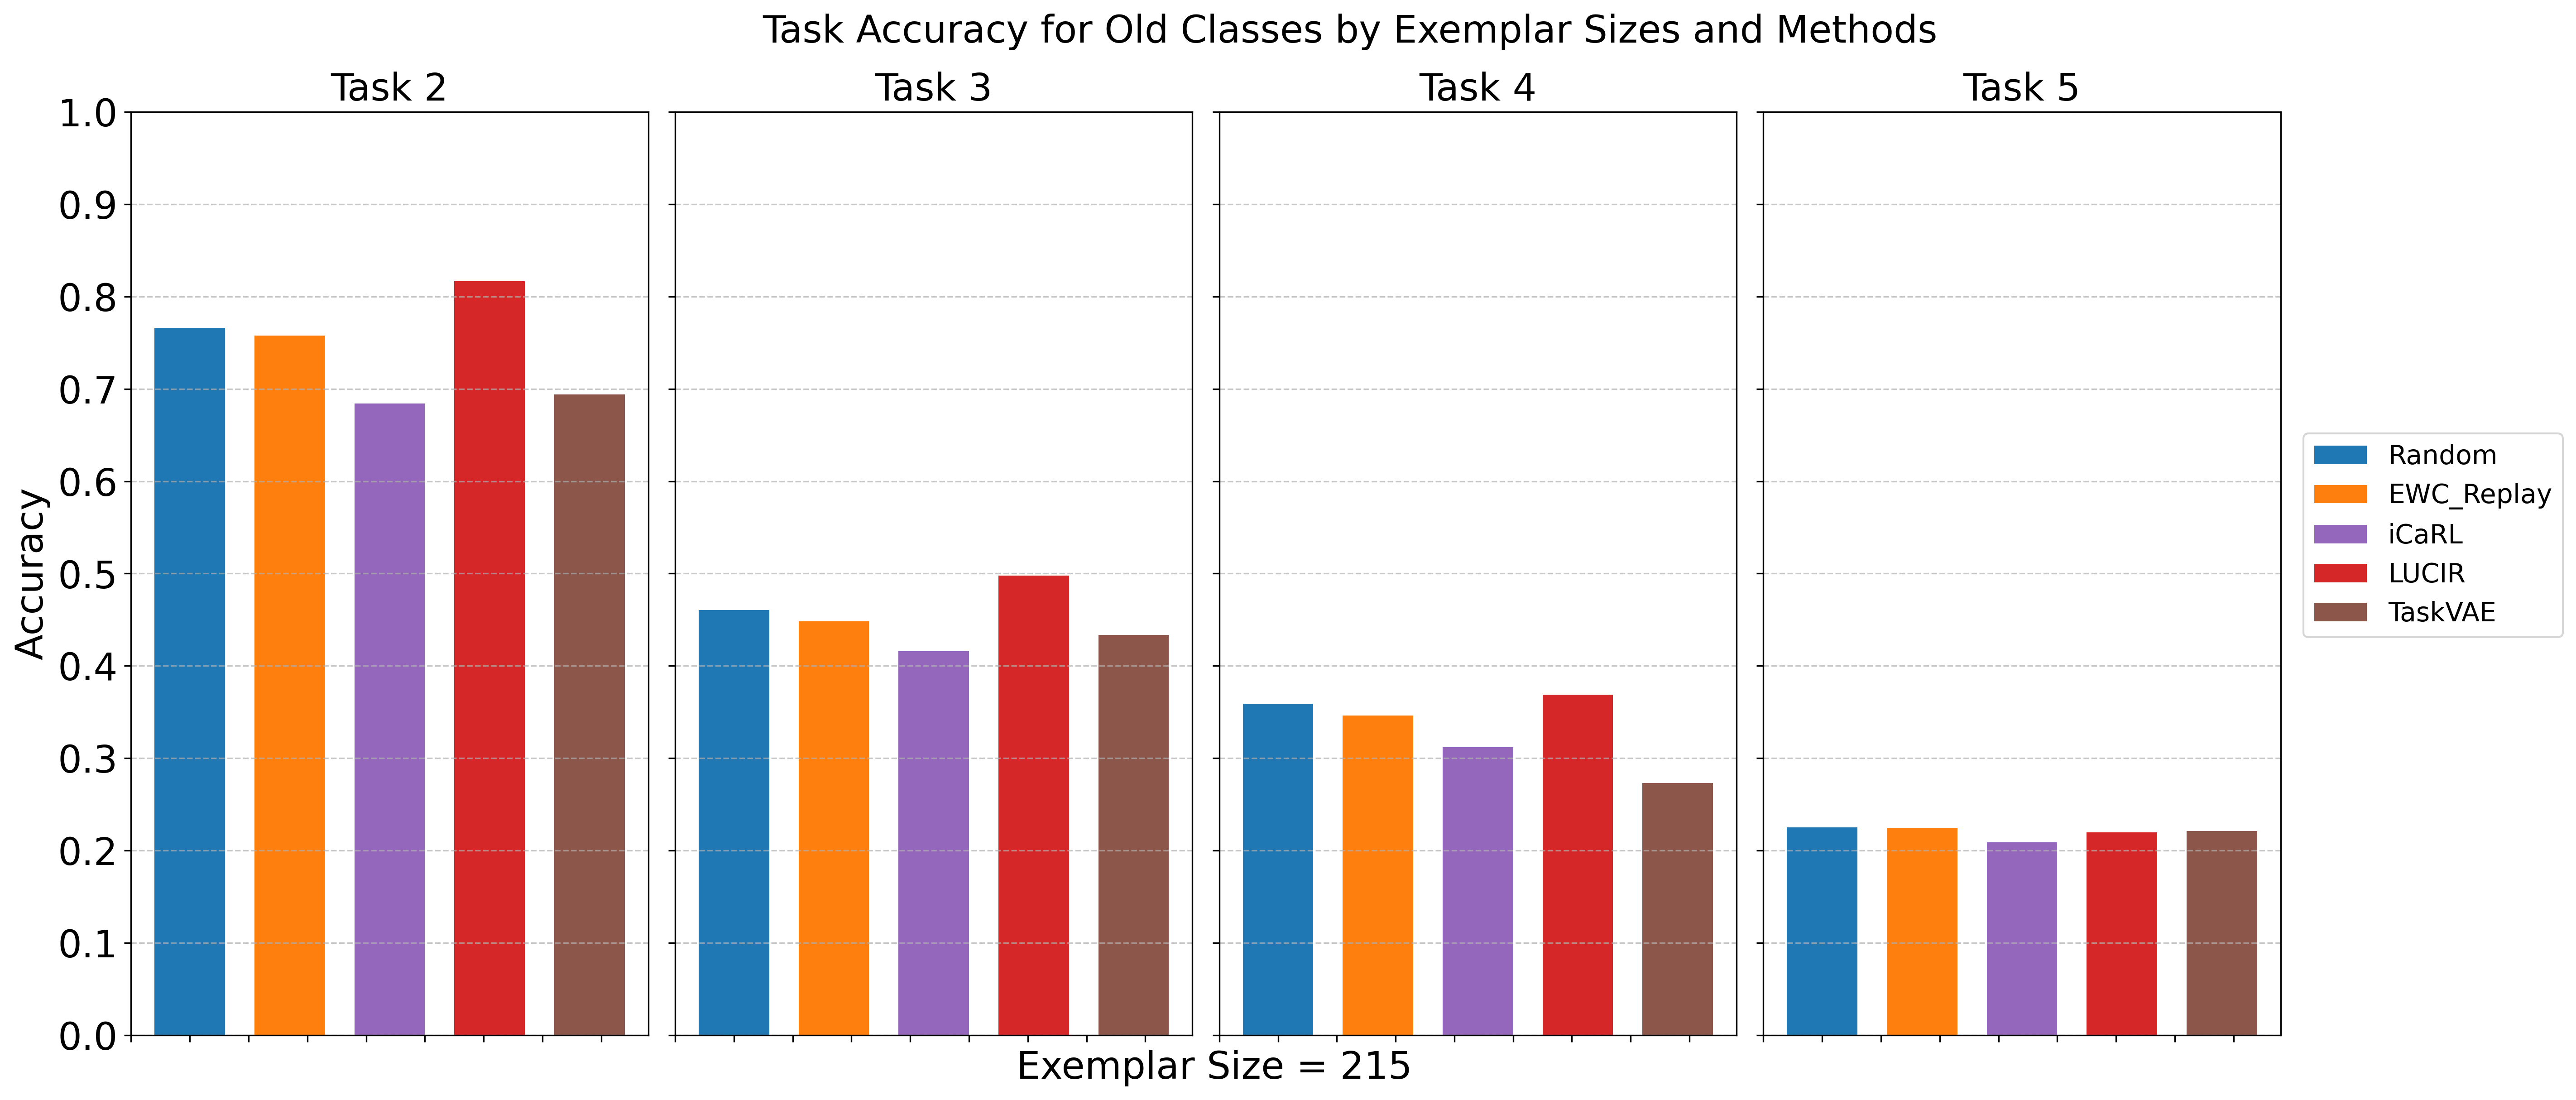 Task Accuracy for Old Classes by Exemplar Sizes and Methods
Task 2
Task 3
Task 4
Task 5
Accuracy
1.0
0.9
0.8
0.7
0.6
0.5
0.4
0.3
0.2
0.1
0.0
Exemplar Size = 215
Random
EWC_Replay
iCaRL
LUCIR
TaskVAE